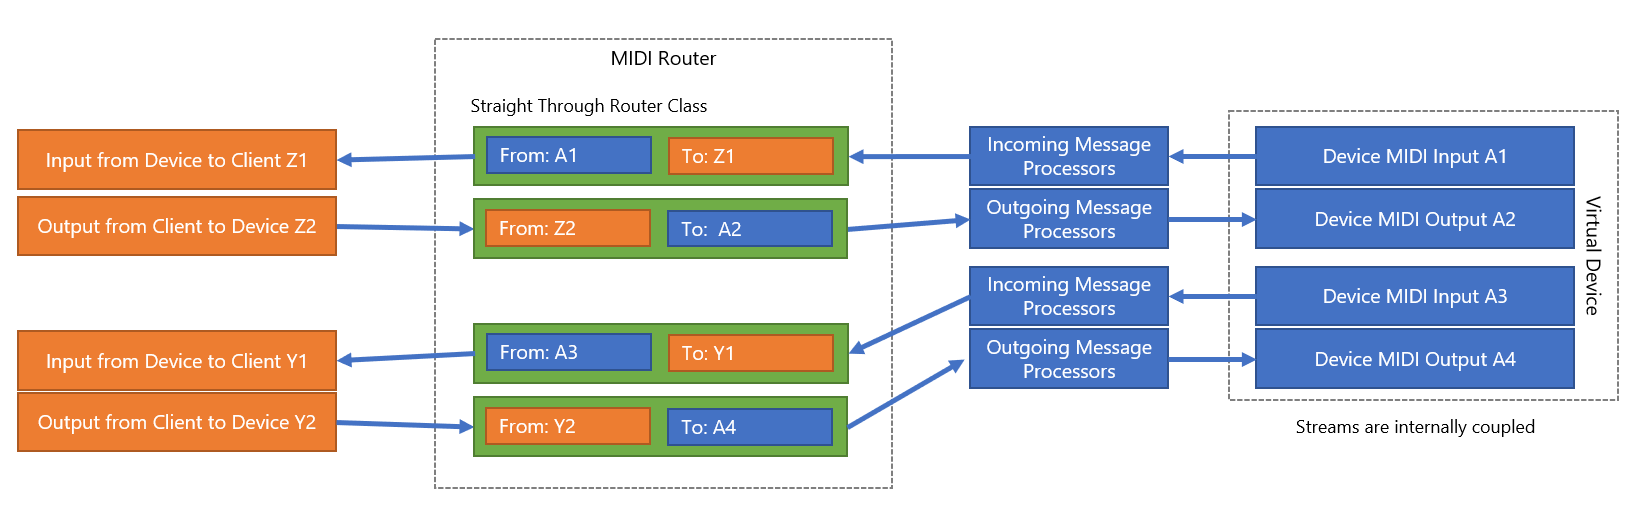 MIDI Router
Straight Through Router Class
Input from Device to Client Z1
From: A1
To: Z1
Incoming Message
Processors
Device MIDI Input A1
Output from Client to Device Z2
From: Z2
To: A2
Outgoing Message
Processors
Device MIDI Output A2
Virtual Device
Input from Device to Client Y1
From: A3
To: Y1
Incoming Message
Processors
Device MIDI Input A3
Output from Client to Device Y2
From: Y2
To: A4
Outgoing Message
Processors
Device MIDI Output A4
Streams are internally coupled